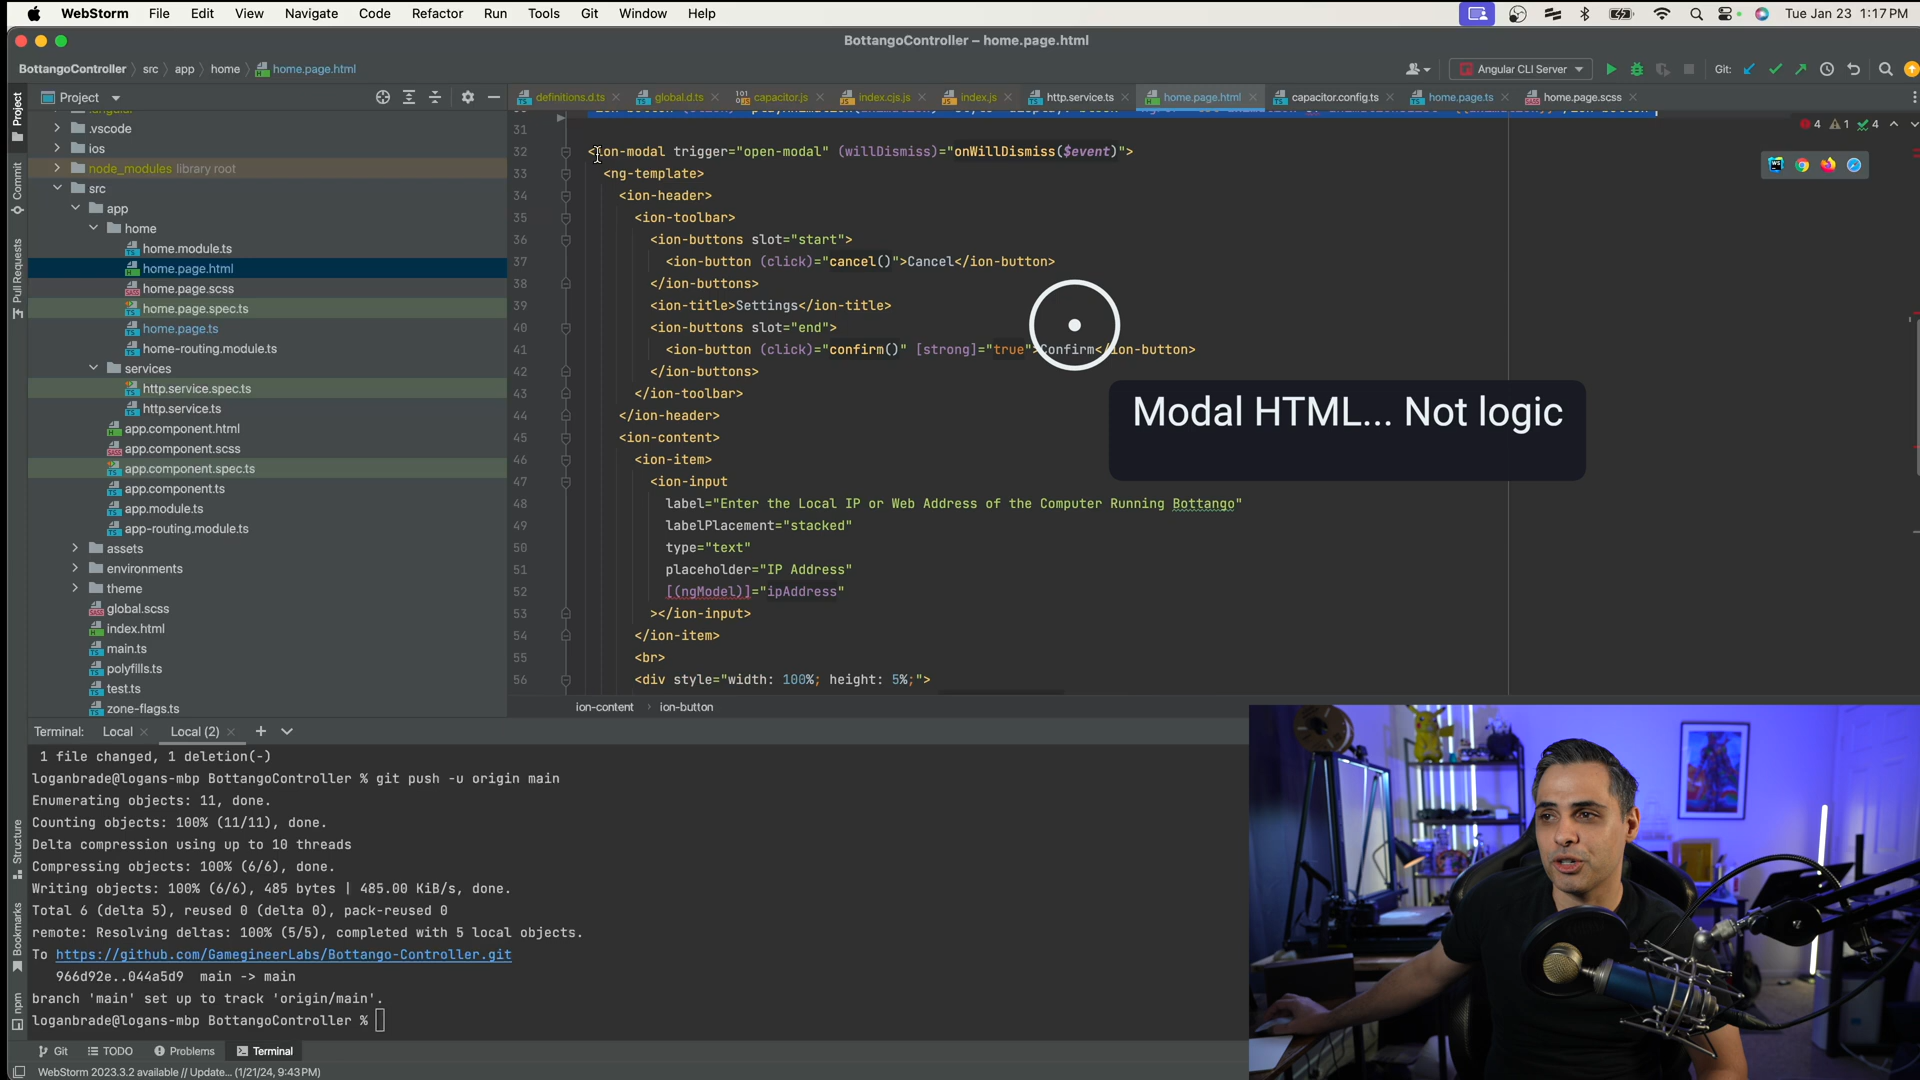 WebStorm File Edit View Navigate Code Refactor Run Tools Git Window Help
Tue Jan 23 1:17 PM
BottangoController – home.page.html
BottangoController src app home home.page.html
Angular CLI Server
Git:
Project
definitions.d.ts global.d.ts capacitor.js index.cjs.js index.js http.service.ts home.page.html capacitor.config.ts home.page.ts home.page.scss
4 1 4
Project
Commit
Pull Requests
Structure
Bookmarks
npm
.vscode
ios
node_modules library root
src
app
home
home.module.ts
home.page.html
home.page.scss
home.page.spec.ts
home.page.ts
home-routing.module.ts
services
http.service.spec.ts
http.service.ts
app.component.html
app.component.scss
app.component.spec.ts
app.component.ts
app.module.ts
app-routing.module.ts
assets
environments
theme
global.scss
index.html
main.ts
polyfills.ts
test.ts
zone-flags.ts
31
32 <ion-modal trigger="open-modal" (willDismiss)="onWillDismiss($event)">
33 <ng-template>
34 <ion-header>
35 <ion-toolbar>
36 <ion-buttons slot="start">
37 <ion-button (click)="cancel()">Cancel</ion-button>
38 </ion-buttons>
39 <ion-title>Settings</ion-title>
40 <ion-buttons slot="end">
41 <ion-button (click)="confirm()" [strong]="true">Confirm</ion-button>
42 </ion-buttons>
43 </ion-toolbar>
44 </ion-header>
45 <ion-content>
46 <ion-item>
47 <ion-input
48 label="Enter the Local IP or Web Address of the Computer Running Bottango"
49 labelPlacement="stacked"
50 type="text"
51 placeholder="IP Address"
52 [(ngModel)]="ipAddress"
53 ></ion-input>
54 </ion-item>
55 <br>
56 <div style="width: 100%; height: 5%;">
Modal HTML... Not logic
ion-content ion-button
Terminal: Local Local (2)
1 file changed, 1 deletion(-)
loganbrade@logans-mbp BottangoController % git push -u origin main
Enumerating objects: 11, done.
Counting objects: 100% (11/11), done.
Delta compression using up to 10 threads
Compressing objects: 100% (6/6), done.
Writing objects: 100% (6/6), 485 bytes | 485.00 KiB/s, done.
Total 6 (delta 5), reused 0 (delta 0), pack-reused 0
remote: Resolving deltas: 100% (5/5), completed with 5 local objects.
To https://github.com/GamegineerLabs/Bottango-Controller.git
966d92e..044a5d9 main -> main
branch 'main' set up to track 'origin/main'.
loganbrade@logans-mbp BottangoController %
Git TODO Problems Terminal
WebStorm 2023.3.2 available // Update... (1/21/24, 9:43 PM)